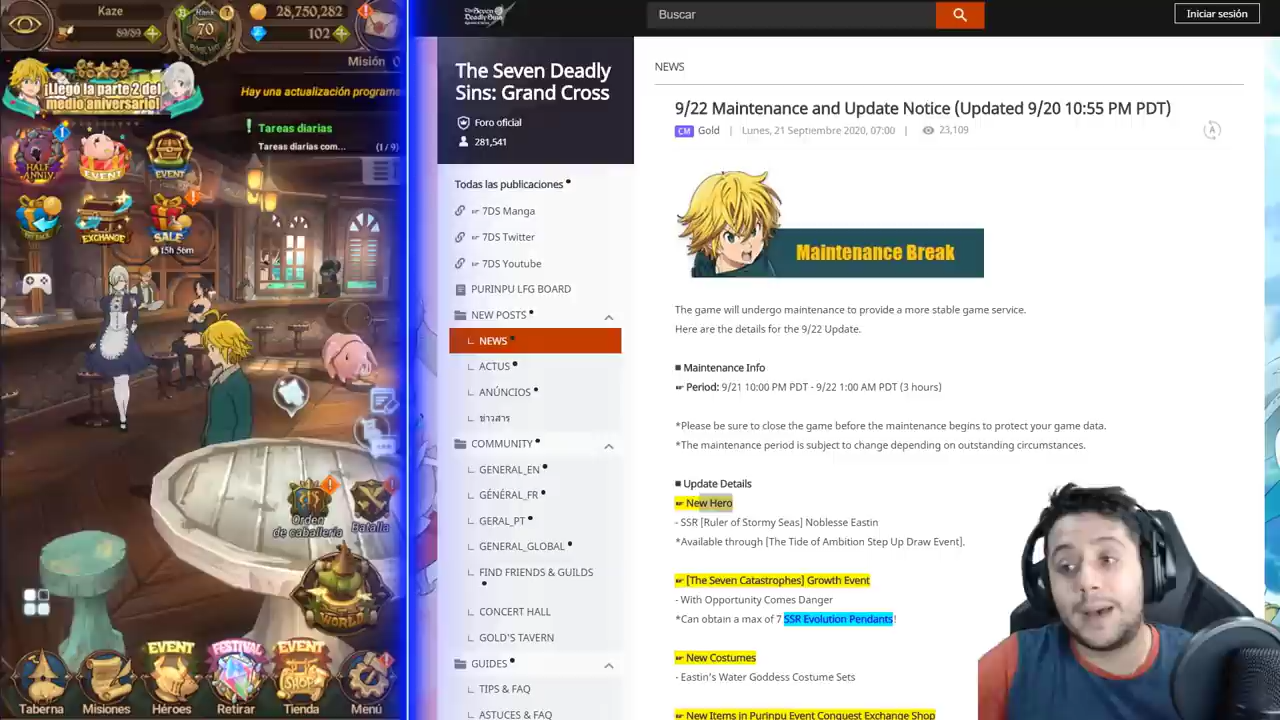 Kaze
89/89
Rank
70
28,750,282
102
Misión
¡Llegó la parte 2 del
medio aniversario!
Hay una actualización programa
Tareas diarias
Tareas diarias com...
(1/9)
HALF
ANNIV.
EVENT
EVENT
EXCHANGE
SALE
15h 56m
Orden
de caballería
Batalla
WORLD
EVENT
FESTIVAL
EVENT
SHOP
Taberna
Misiones
Héroes
Retirar
Tienda
Menú
Buscar
Iniciar sesión
The Seven Deadly
Sins: Grand Cross
Foro oficial
281,541
Todas las publicaciones
☞ 7DS Manga
☞ 7DS Twitter
☞ 7DS Youtube
PURINPU LFG BOARD
NEW POSTS
NEWS
ACTUS
ANÚNCIOS
ข่าวสาร
COMMUNITY
GENERAL_EN
GÉNÉRAL_FR
GERAL_PT
GENERAL_GLOBAL
FIND FRIENDS & GUILDS
CONTERT HALL
GOLD'S TAVERN
GUIDES
TIPS & FAQ
ASTUCES & FAQ
NEWS
9/22 Maintenance and Update Notice (Updated 9/20 10:55 PM PDT)
CM Gold | Lunes, 21 Septiembre 2020, 07:00 | 23,109
A
Maintenance Break
The game will undergo maintenance to provide a more stable game service.
Here are the details for the 9/22 Update.
■ Maintenance Info
☞ Period: 9/21 10:00 PM PDT - 9/22 1:00 AM PDT (3 hours)
*Please be sure to close the game before the maintenance begins to protect your game data.
*The maintenance period is subject to change depending on outstanding circumstances.
■ Update Details
☞ New Hero
- SSR [Ruler of Stormy Seas] Noblesse Eastin
*Available through [The Tide of Ambition Step Up Draw Event].
☞ [The Seven Catastrophes] Growth Event
- With Opportunity Comes Danger
*Can obtain a max of 7 SSR Evolution Pendants!
☞ New Costumes
- Eastin's Water Goddess Costume Sets
☞ New Items in Purinpu Event Conquest Exchange Shop